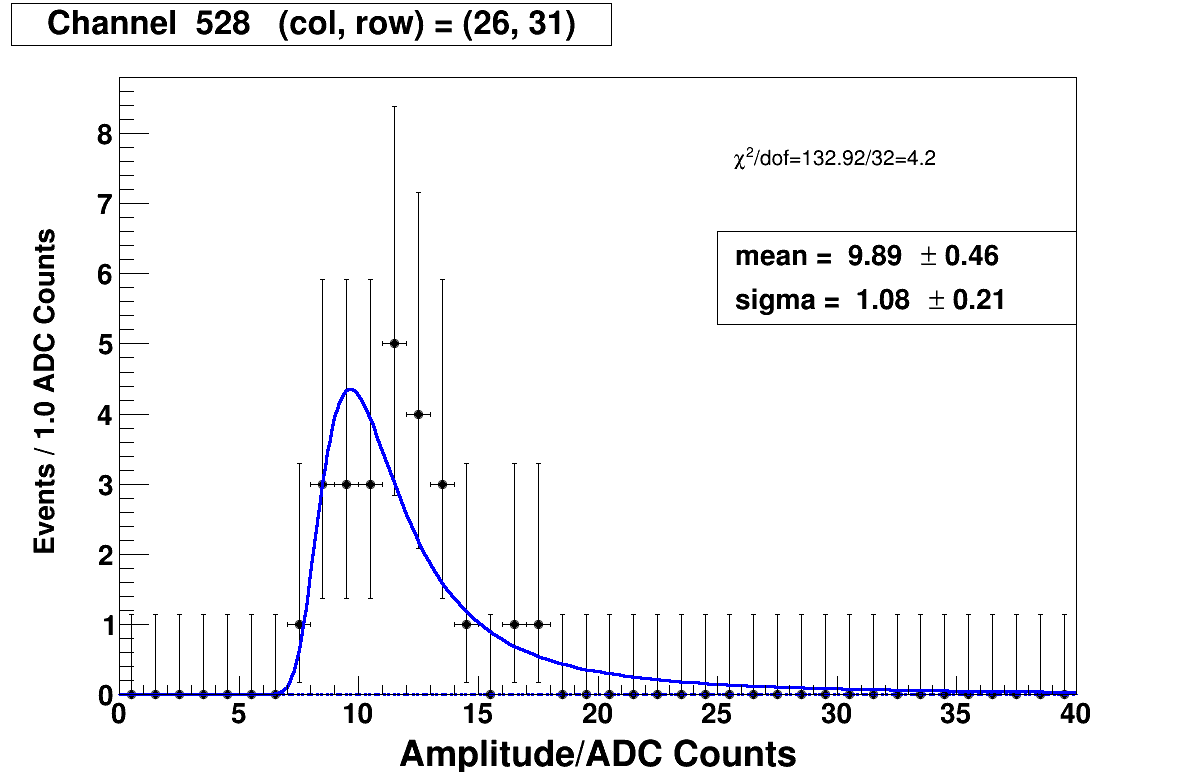 Channel 528 (col, row) = (26, 31)
χ²/dof=132.92/32=4.2
mean = 9.89 ± 0.46
sigma = 1.08 ± 0.21
Events / 1.0 ADC Counts
8
7
6
5
4
3
2
1
0
0 5 10 15 20 25 30 35 40
Amplitude/ADC Counts